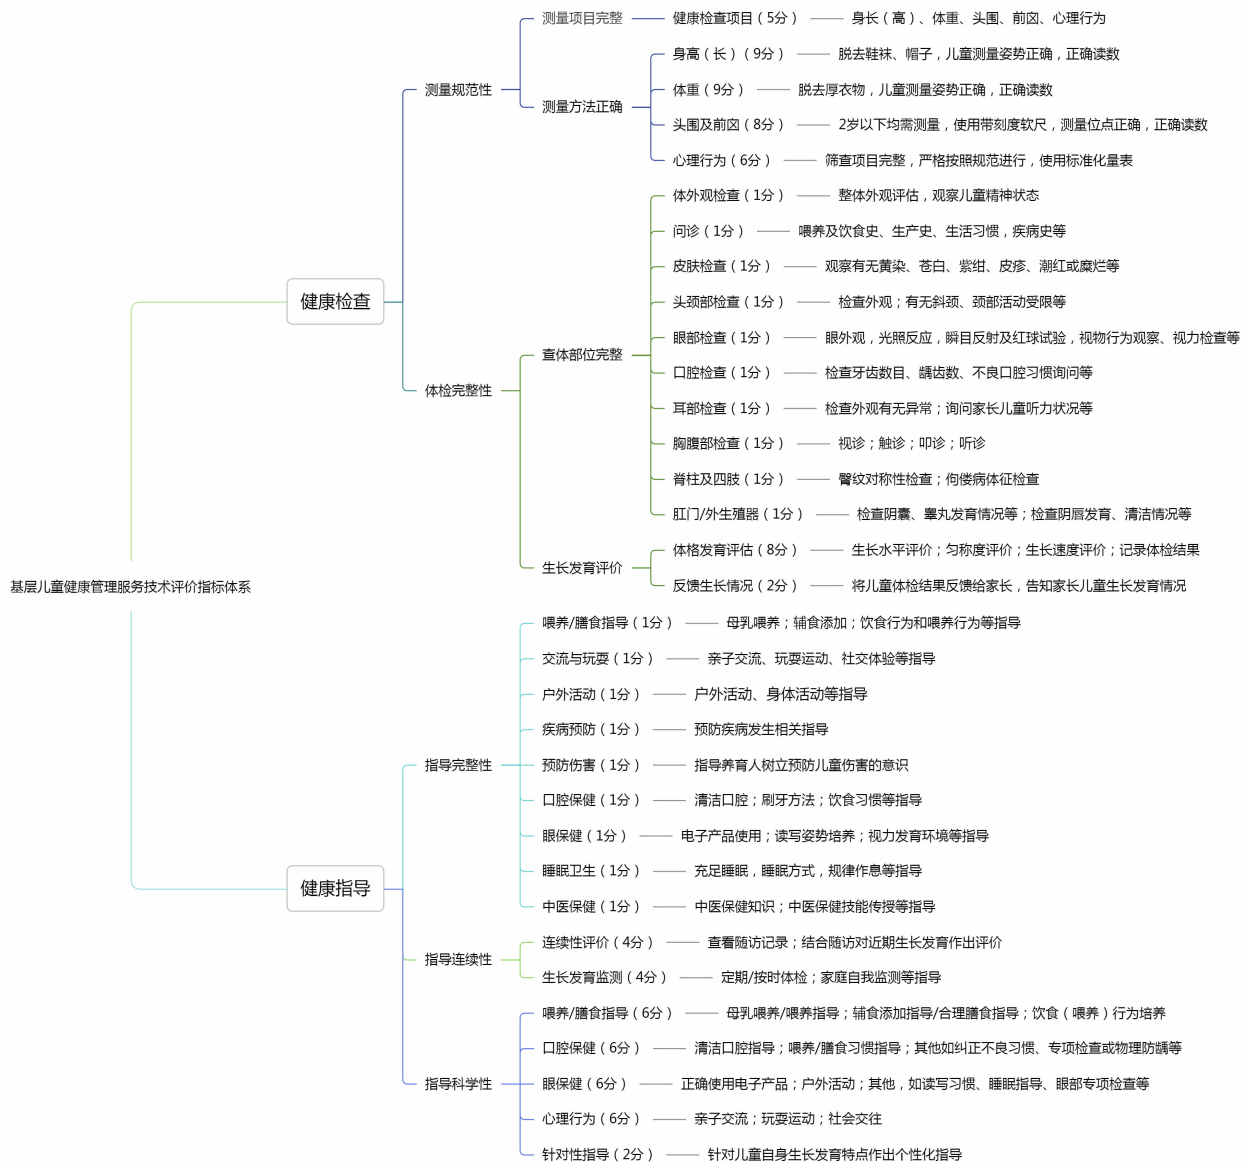 基层儿童健康管理服务技术评价指标体系
健康检查
测量规范性
测量项目完整
健康检查项目（5分）
身长（高）、体重、头围、前囟、心理行为
测量方法正确
身高（长）（9分）
脱去鞋袜、帽子，儿童测量姿势正确，正确读数
体重（9分）
脱去厚衣物，儿童测量姿势正确，正确读数
头围及前囟（8分）
2岁以下均需测量，使用带刻度软尺，测量位点正确，正确读数
心理行为（6分）
筛查项目完整，严格按照规范进行，使用标准化量表
体检完整性
查体部位完整
体外观检查（1分）
整体外观评估，观察儿童精神状态
问诊（1分）
喂养及饮食史、生产史、生活习惯，疾病史等
皮肤检查（1分）
观察有无黄染、苍白、紫绀、皮疹、潮红或糜烂等
头颈部检查（1分）
检查外观；有无斜颈、颈部活动受限等
眼部检查（1分）
眼外观，光照反应，瞬目反射及红球试验，视物行为观察、视力检查等
口腔检查（1分）
检查牙齿数目、龋齿数、不良口腔习惯询问等
耳部检查（1分）
检查外观有无异常；询问家长儿童听力状况等
胸腹部检查（1分）
视诊；触诊；叩诊；听诊
脊柱及四肢（1分）
臀纹对称性检查；佝偻病体征检查
肛门/外生殖器（1分）
检查阴囊、睾丸发育情况等；检查阴唇发育、清洁情况等
生长发育评价
体格发育评估（8分）
生长水平评价；匀称度评价；生长速度评价；记录体检结果
反馈生长情况（2分）
将儿童体检结果反馈给家长，告知家长儿童生长发育情况
健康指导
指导完整性
喂养/膳食指导（1分）
母乳喂养；辅食添加；饮食行为和喂养行为等指导
交流与玩耍（1分）
亲子交流、玩耍运动、社交体验等指导
户外活动（1分）
户外活动、身体活动等指导
疾病预防（1分）
预防疾病发生相关指导
预防伤害（1分）
指导养育人树立预防儿童伤害的意识
口腔保健（1分）
清洁口腔；刷牙方法；饮食习惯等指导
眼保健（1分）
电子产品使用；读写姿势培养；视力发育环境等指导
睡眠卫生（1分）
充足睡眠，睡眠方式，规律作息等指导
中医保健（1分）
中医保健知识；中医保健技能传授等指导
指导连续性
连续性评价（4分）
查看随访记录；结合随访对近期生长发育作出评价
生长发育监测（4分）
定期/按时体检；家庭自我监测等指导
指导科学性
喂养/膳食指导（6分）
母乳喂养/喂养指导；辅食添加指导/合理膳食指导；饮食（喂养）行为培养
口腔保健（6分）
清洁口腔指导；喂养/膳食习惯指导；其他如纠正不良习惯、专项检查或物理防龋等
眼保健（6分）
正确使用电子产品；户外活动；其他，如读写习惯、睡眠指导、眼部专项检查等
心理行为（6分）
亲子交流；玩耍运动；社会交往
针对性指导（2分）
针对儿童自身生长发育特点作出个性化指导